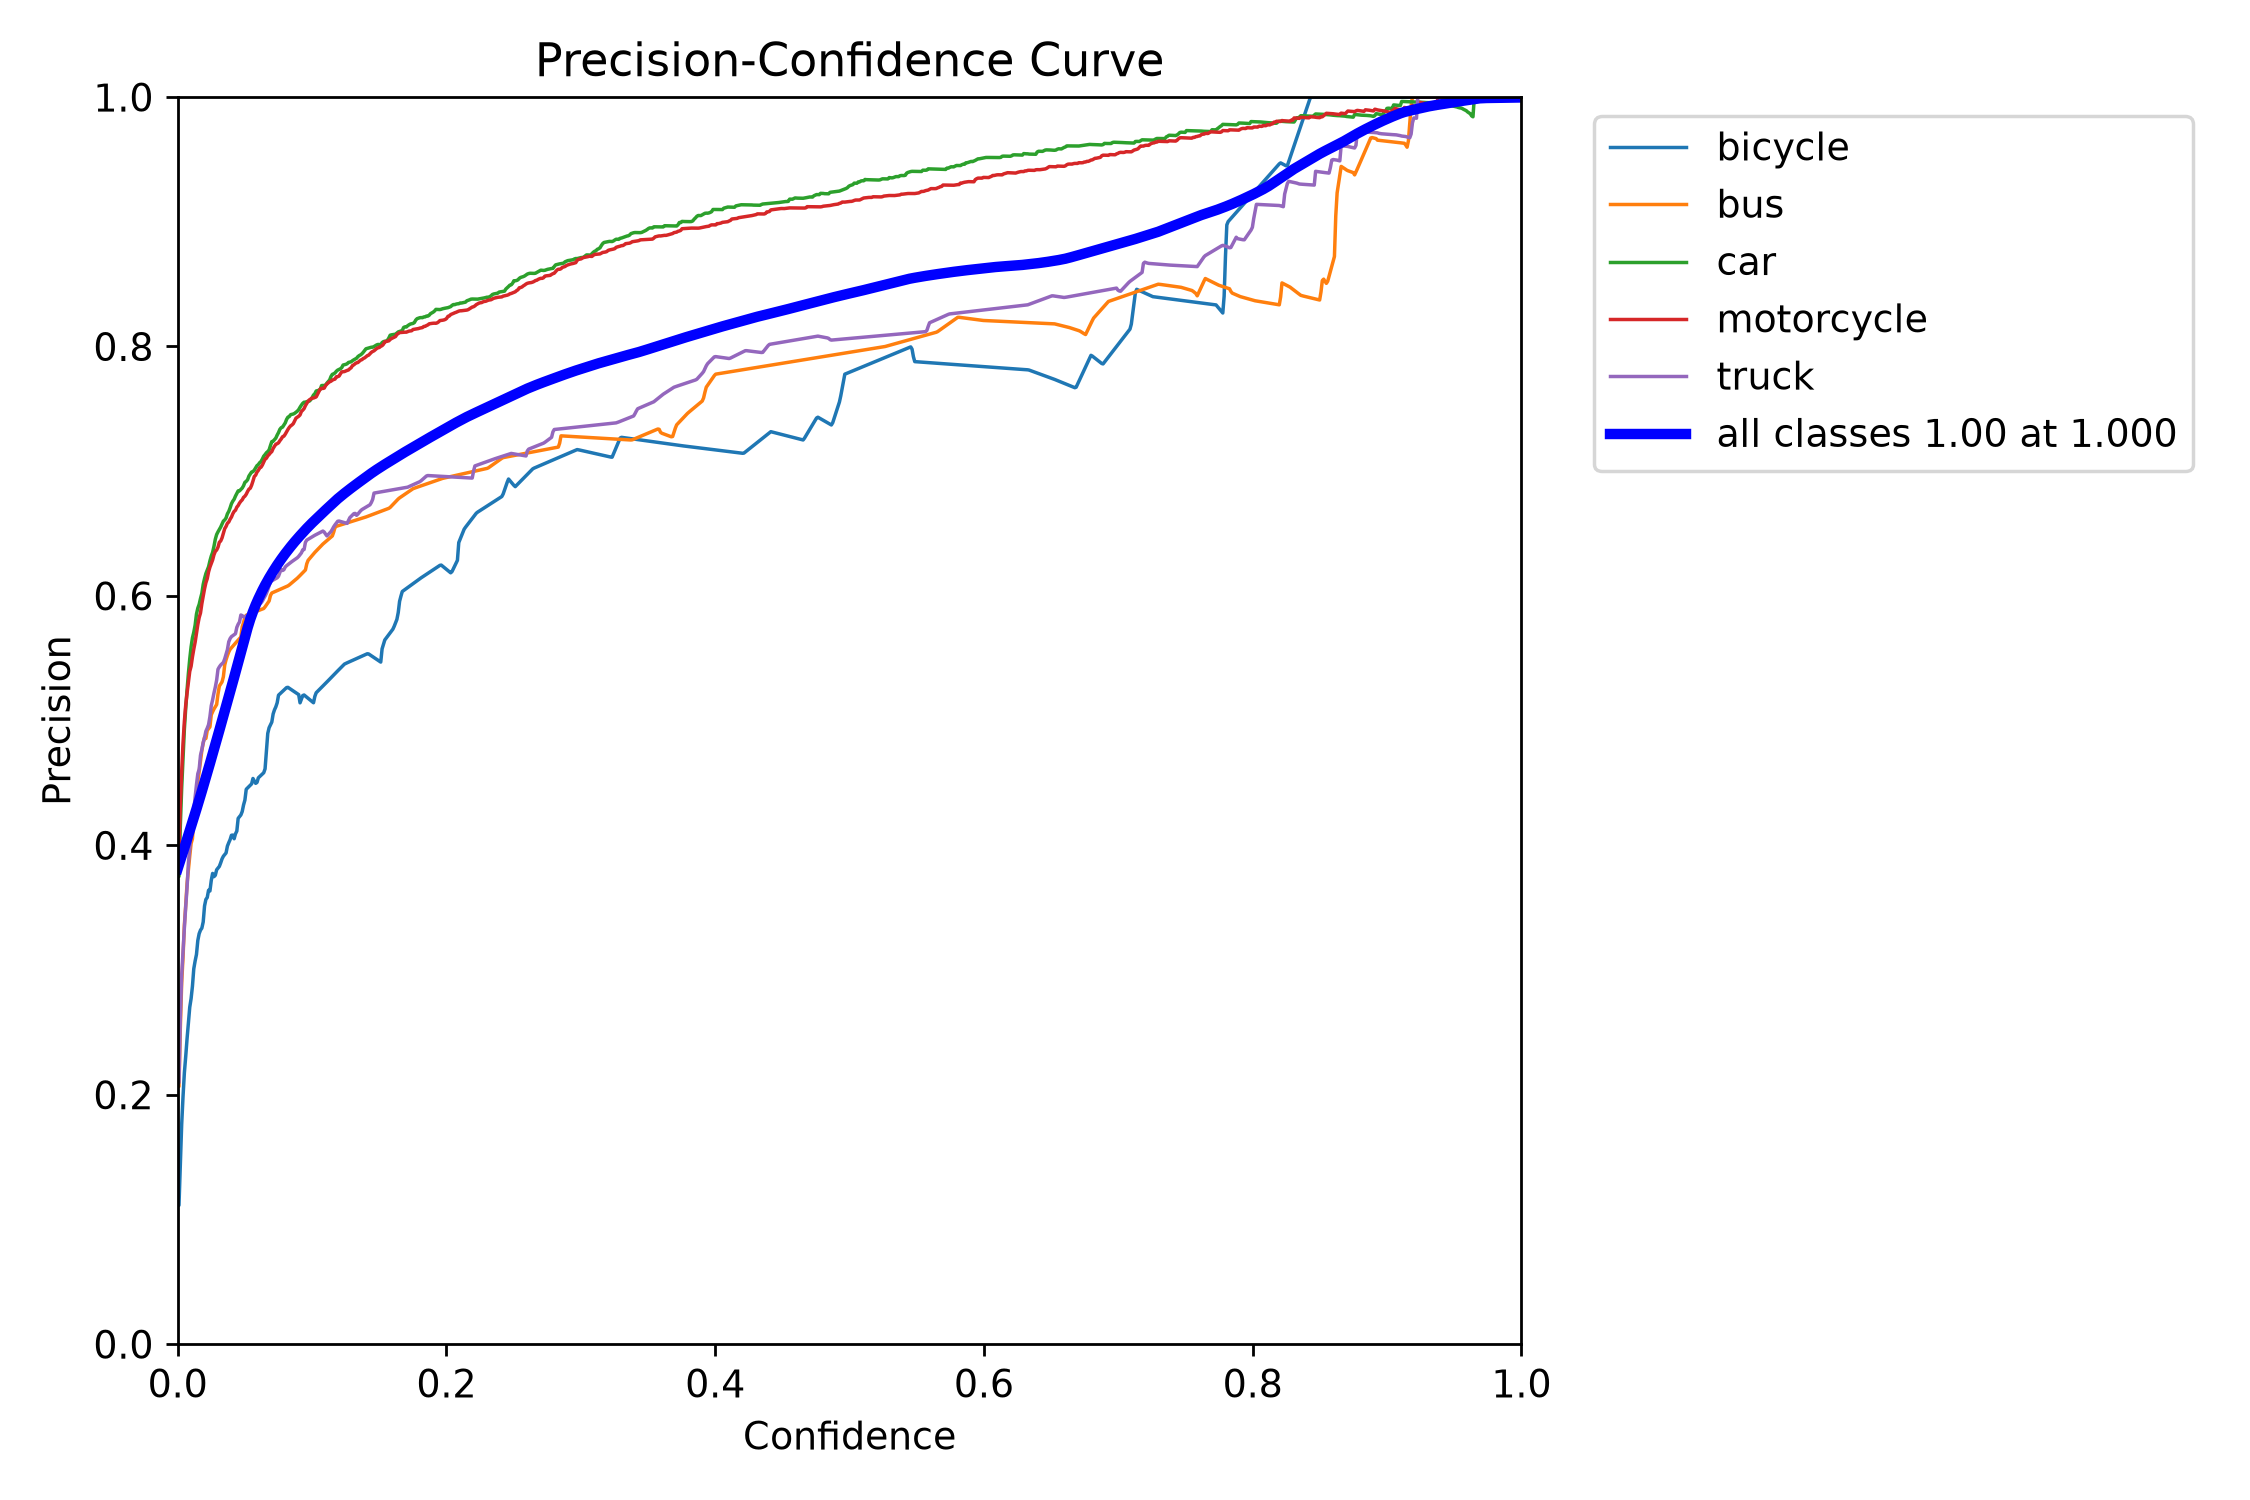 Precision-Confidence Curve
1.0
0.8
0.6
0.4
0.2
0.0
Precision
0.0 0.2 0.4 0.6 0.8 1.0
Confidence
bicycle
bus
car
motorcycle
truck
all classes 1.00 at 1.000